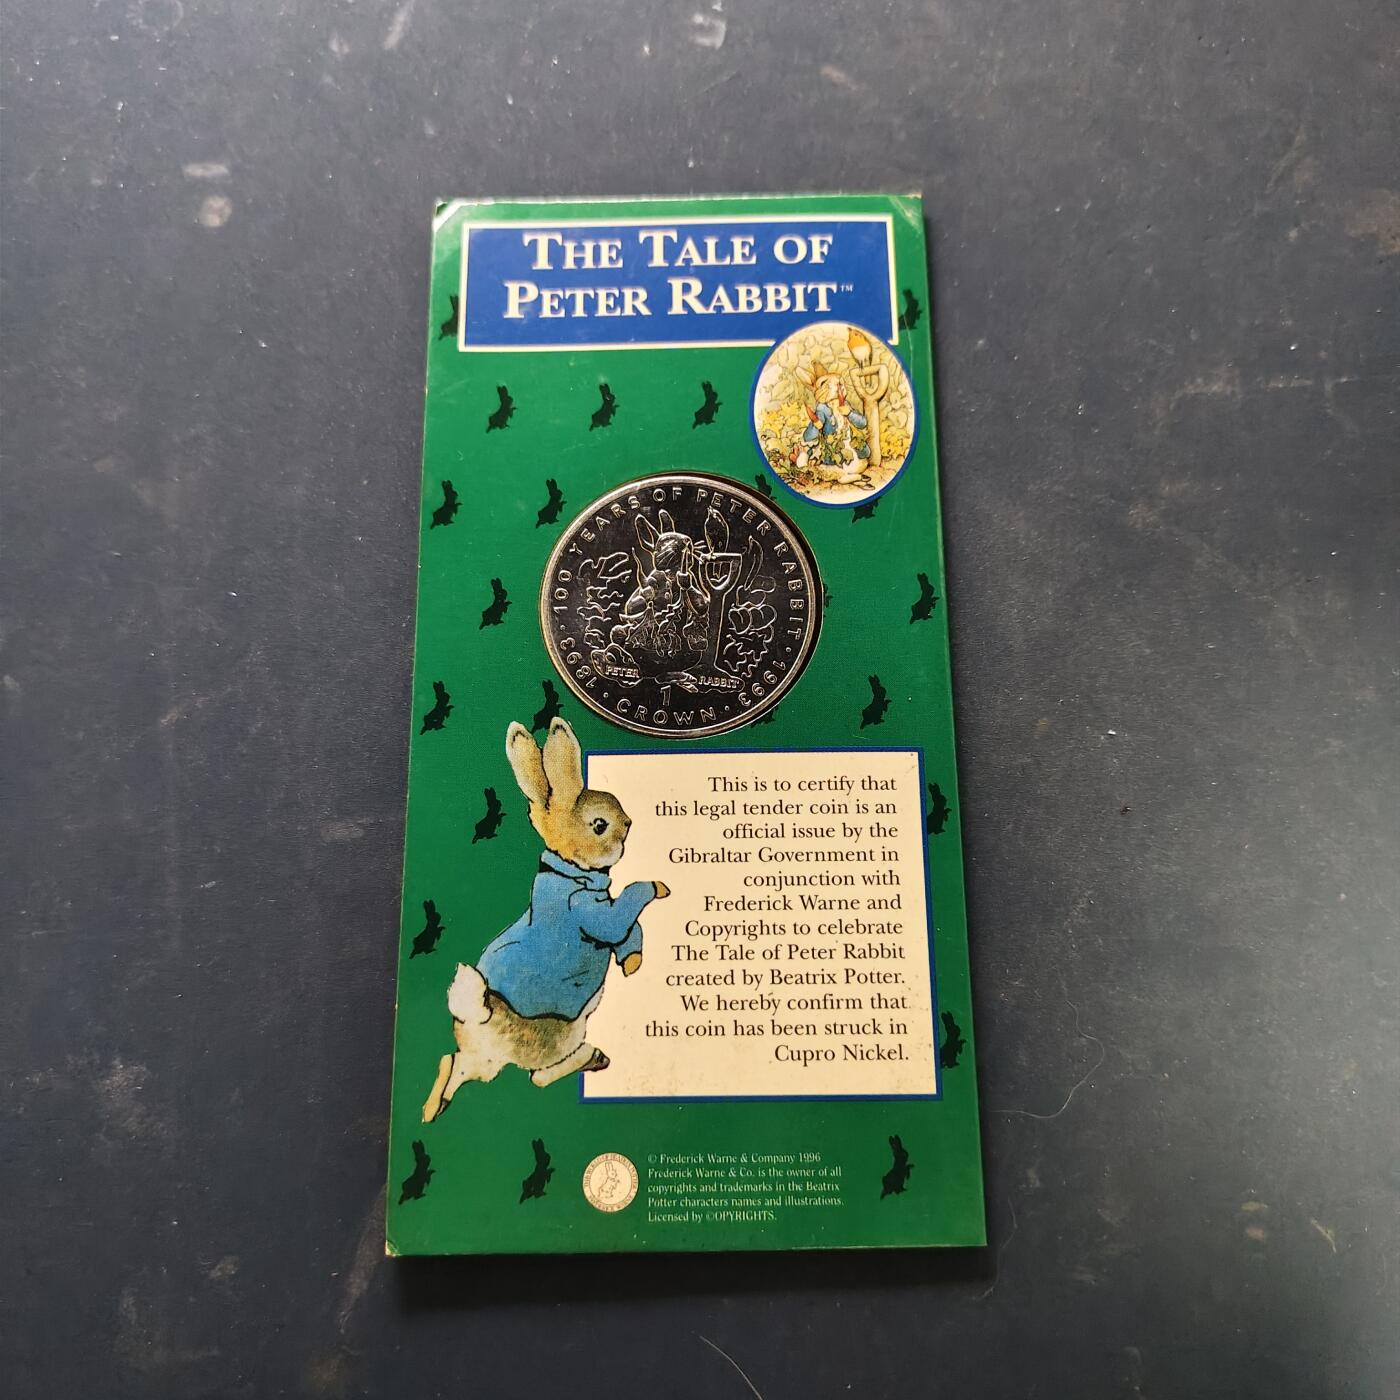 THE TALE OF
PETER RABBIT™
100 YEARS OF PETER RABBIT
1893
1993
PETER
RABBIT
1
CROWN
This is to certify that
this legal tender coin is an
official issue by the
Gibraltar Government in
conjunction with
Frederick Warne and
Copyrights to celebrate
The Tale of Peter Rabbit
created by Beatrix Potter.
We hereby confirm that
this coin has been struck in
Cupro Nickel.
© Frederick Warne & Company 1996
Frederick Warne & Co. is the owner of all
copyrights and trademarks in the Beatrix
Potter characters names and illustrations.
Licensed by ©OPYRIGHTS.